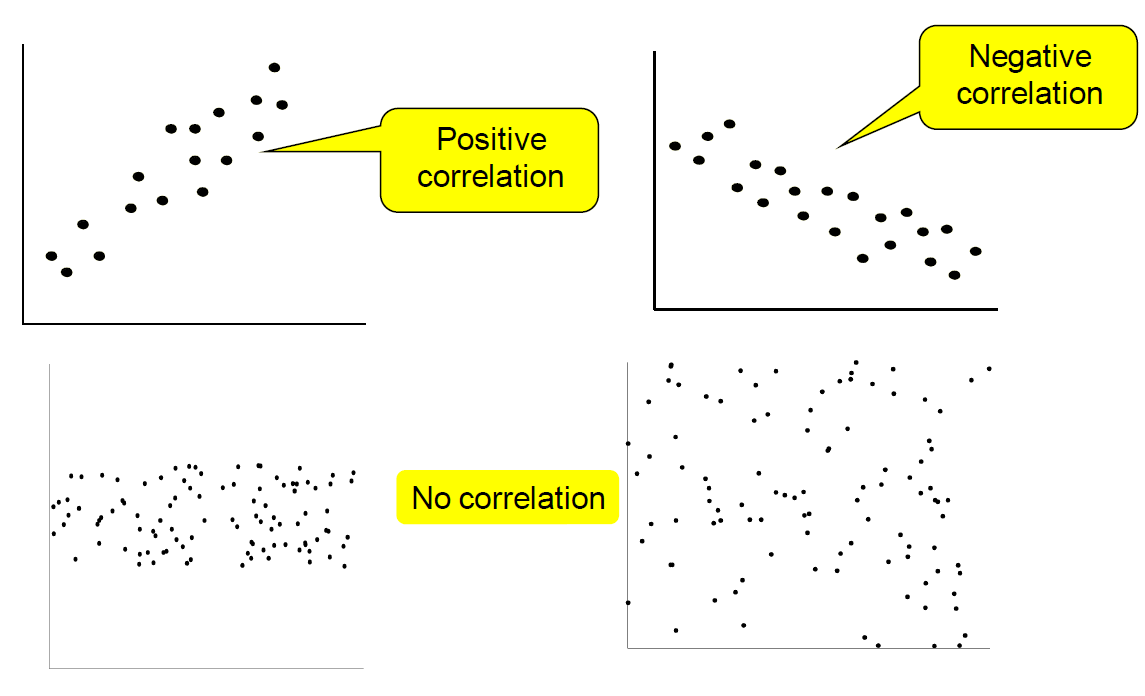 Positive
correlation
Negative
correlation
No correlation